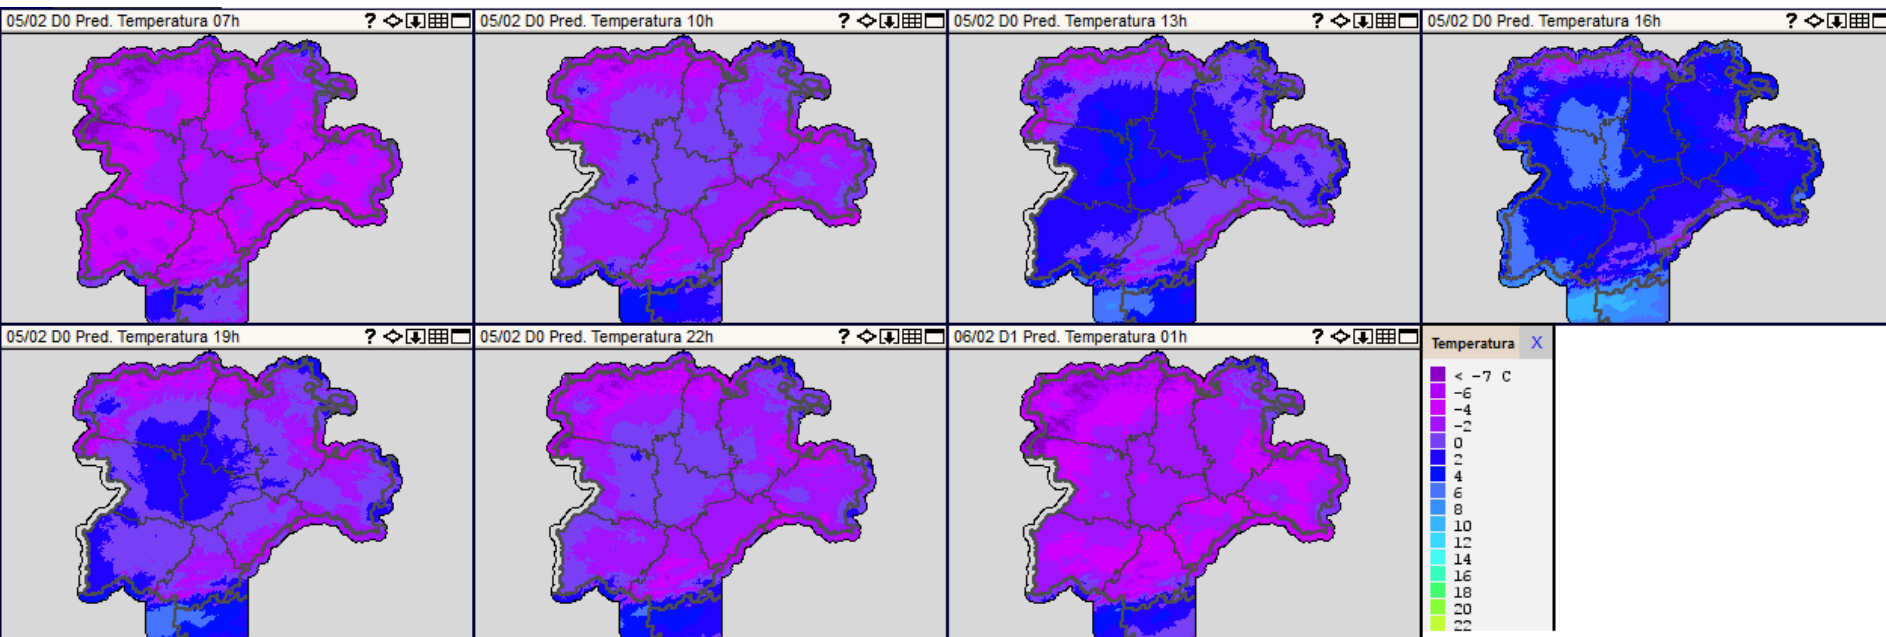 05/02 D0 Pred. Temperatura 07h ?
05/02 D0 Pred. Temperatura 10h ?
05/02 D0 Pred. Temperatura 13h ?
05/02 D0 Pred. Temperatura 16h ?
05/02 D0 Pred. Temperatura 19h ?
05/02 D0 Pred. Temperatura 22h ?
06/02 D1 Pred. Temperatura 01h ?
Temperatura X
< -7 C
-6
-4
-2
0
2
4
6
8
10
12
14
16
18
20
22